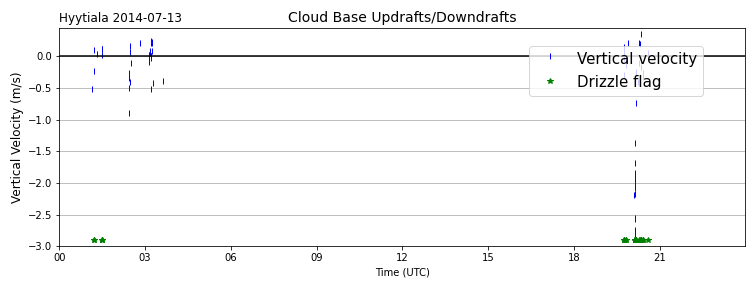 Hyytiala 2014-07-13
Cloud Base Updrafts/Downdrafts
Vertical Velocity (m/s)
0.0
−0.5
−1.0
−1.5
−2.0
−2.5
−3.0
Vertical velocity
Drizzle flag
00 03 06 09 12 15 18 21
Time (UTC)